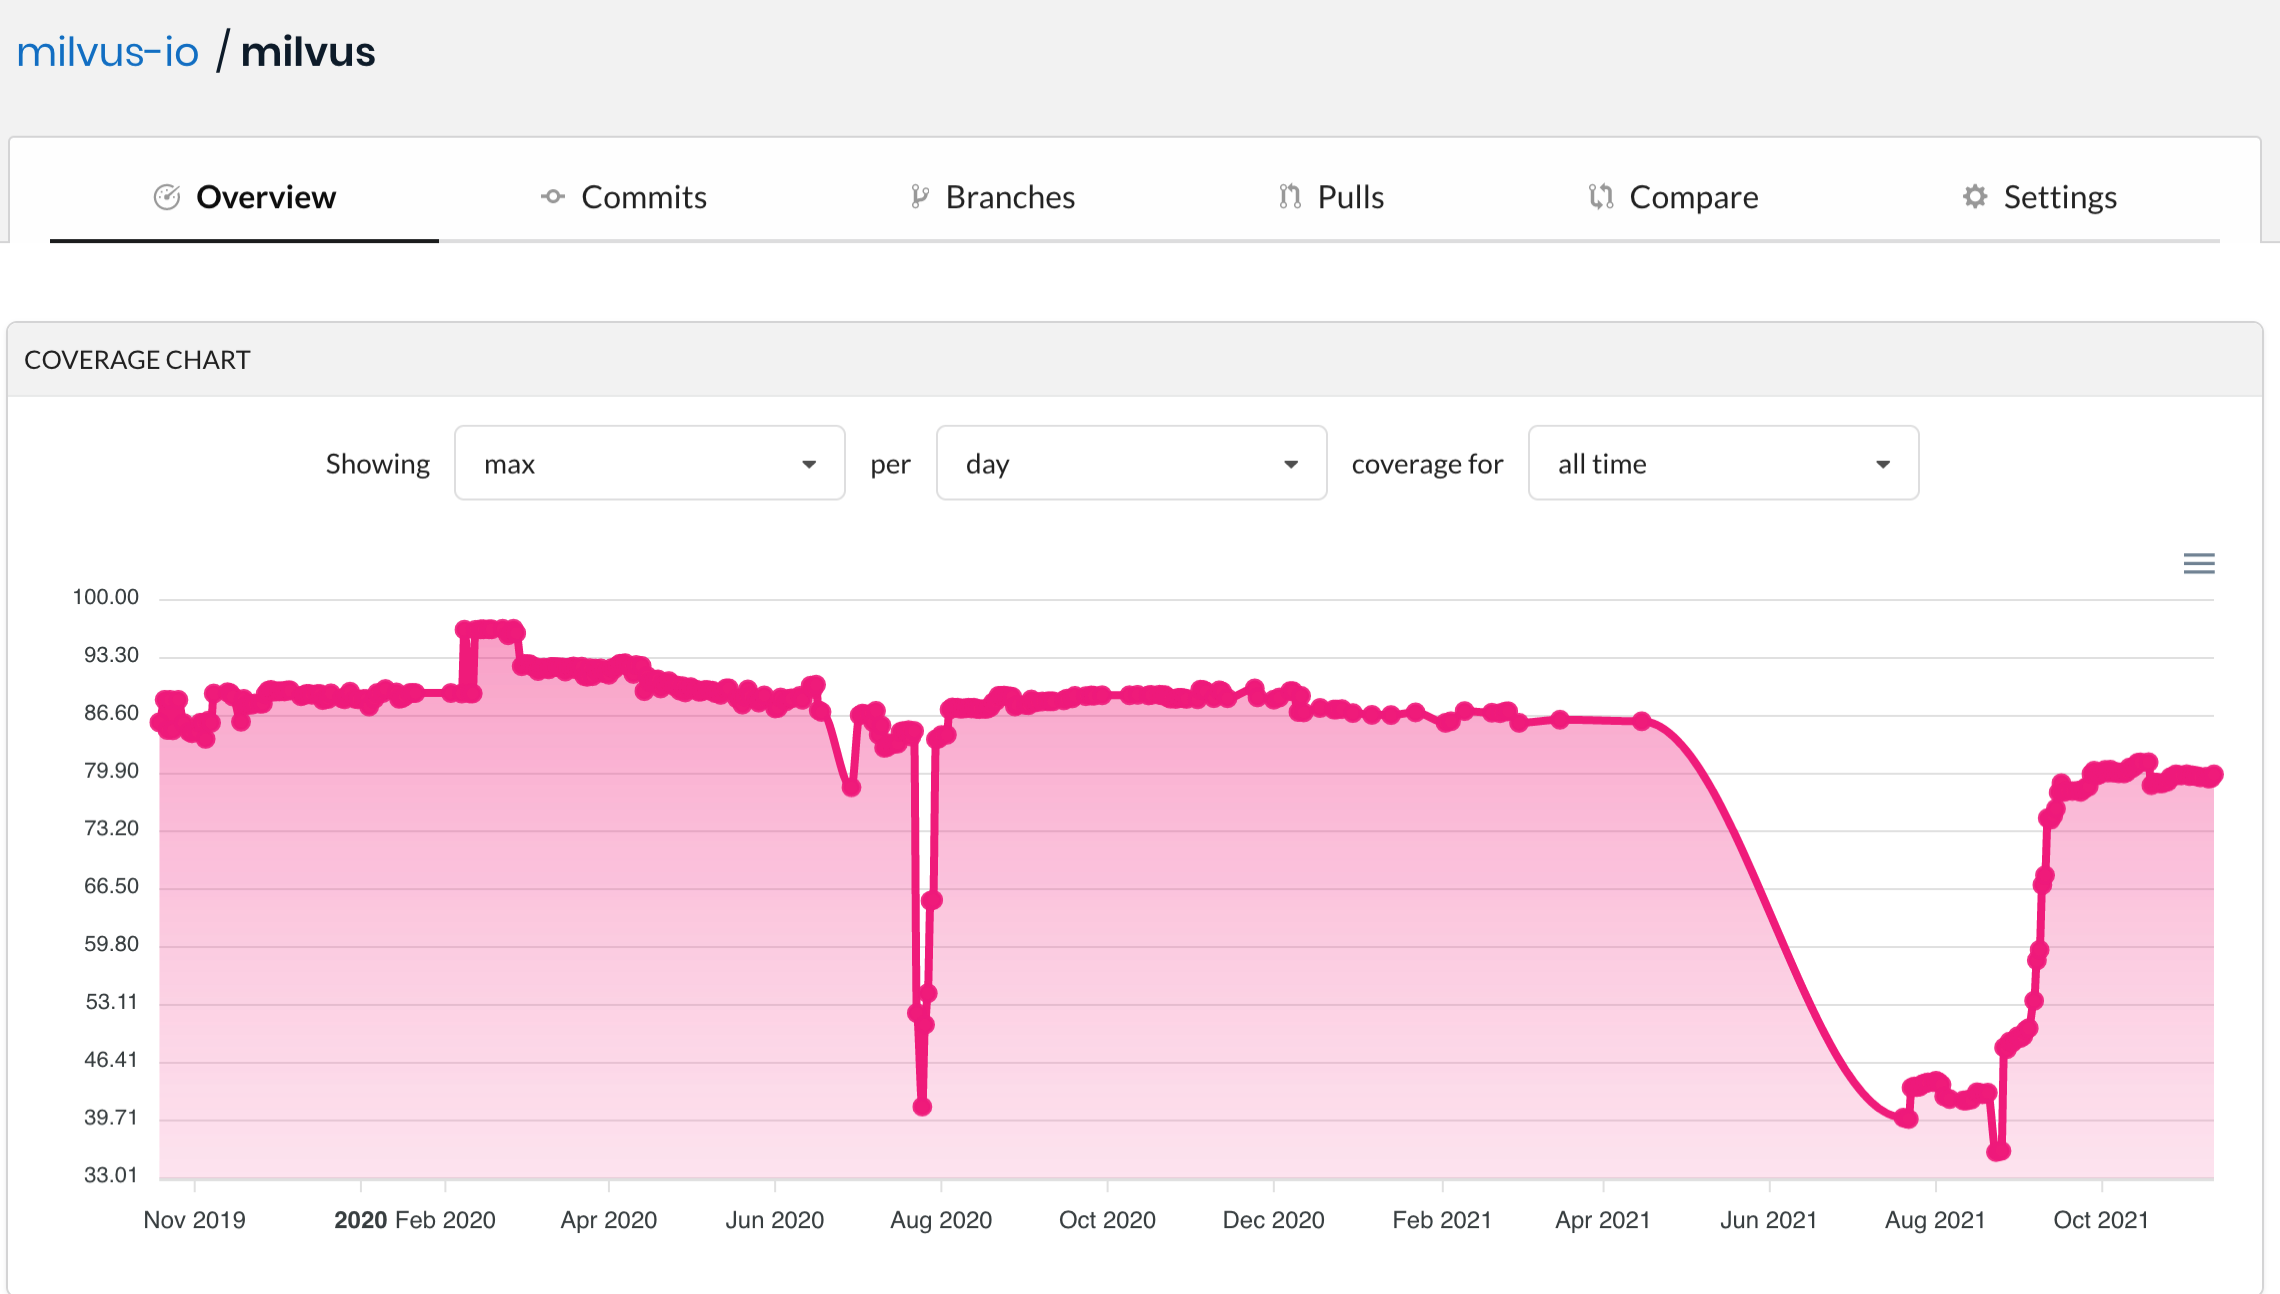 milvus-io / milvus
Overview Commits Branches Pulls Compare Settings
COVERAGE CHART
Showing max per day coverage for all time
100.00
93.30
86.60
79.90
73.20
66.50
59.80
53.11
46.41
39.71
33.01
Nov 2019 2020 Feb 2020 Apr 2020 Jun 2020 Aug 2020 Oct 2020 Dec 2020 Feb 2021 Apr 2021 Jun 2021 Aug 2021 Oct 2021